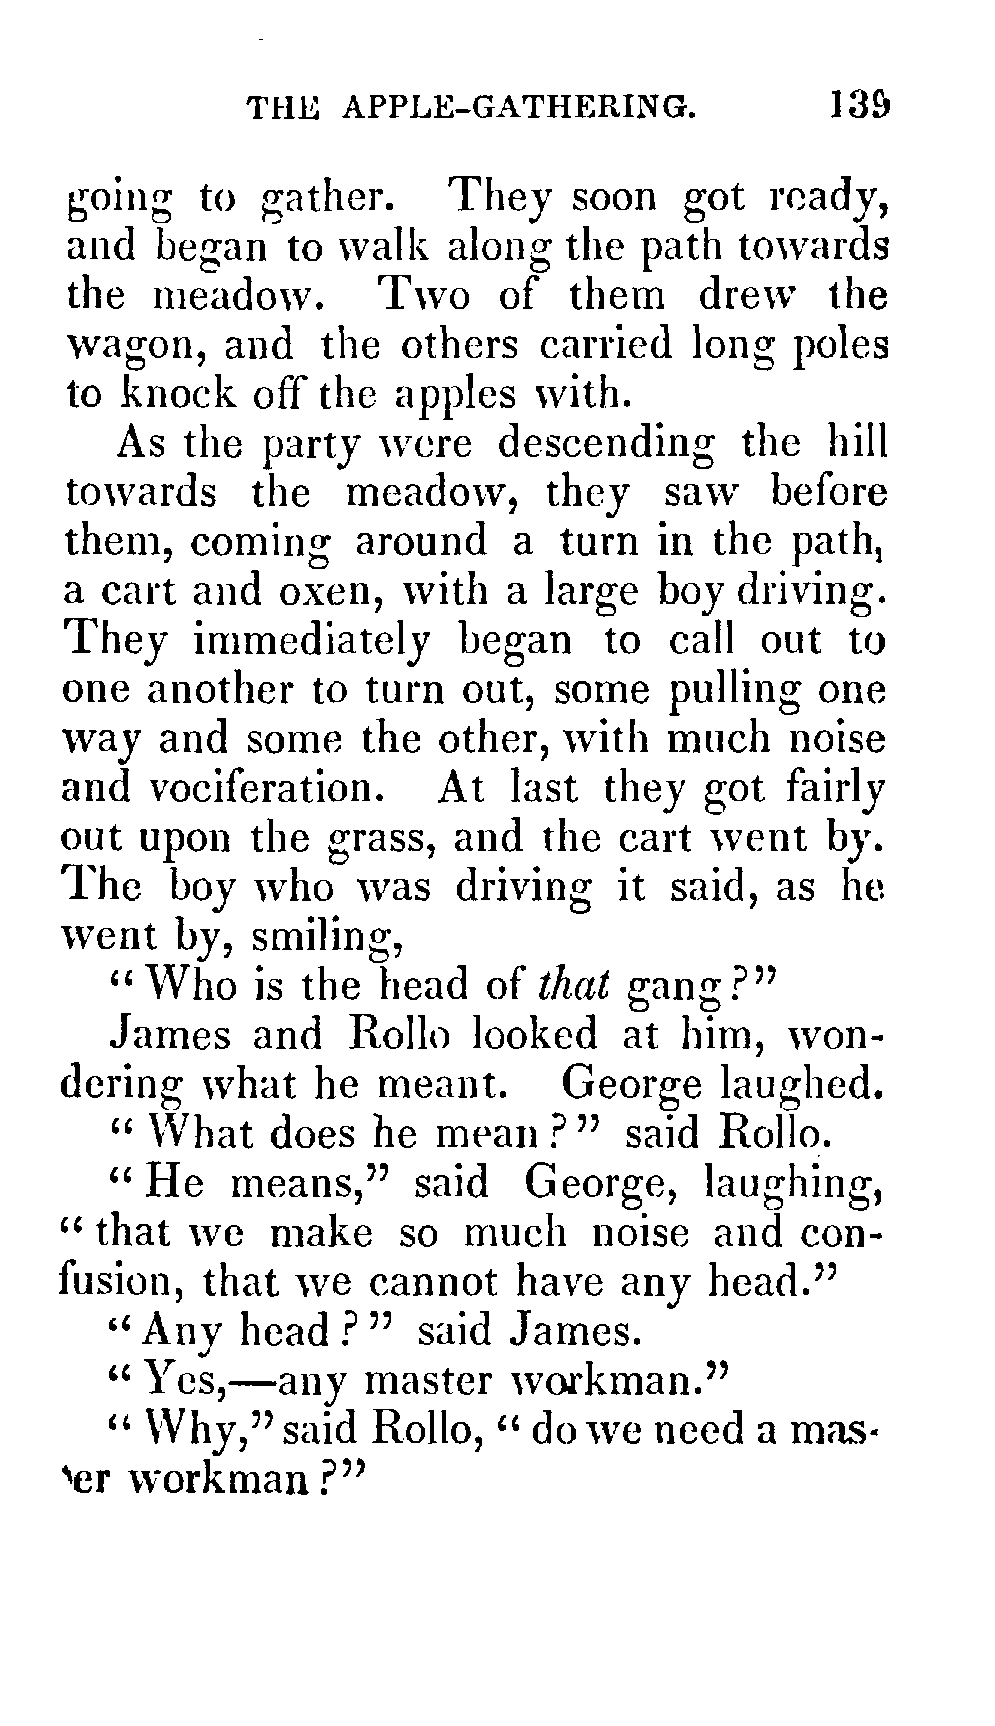 THE APPLE-GATHERING. 139
going to gather. They soon got ready,
and began to walk along the path towards
the meadow. Two of them drew the
wagon, and the others carried long poles
to knock off the apples with.
As the party were descending the hill
towards the meadow, they saw before
them, coming around a turn in the path,
a cart and oxen, with a large boy driving.
They immediately began to call out to
one another to turn out, some pulling one
way and some the other, with much noise
and vociferation. At last they got fairly
out upon the grass, and the cart went by.
The boy who was driving it said, as he
went by, smiling,
“Who is the head of that gang?”
James and Rollo looked at him, won-
dering what he meant. George laughed.
“What does he mean?” said Rollo.
“He means,” said George, laughing,
“that we make so much noise and con-
fusion, that we cannot have any head.”
“Any head?” said James.
“Yes,—any master workman.”
“Why,” said Rollo, “do we need a mas-
ter workman?”